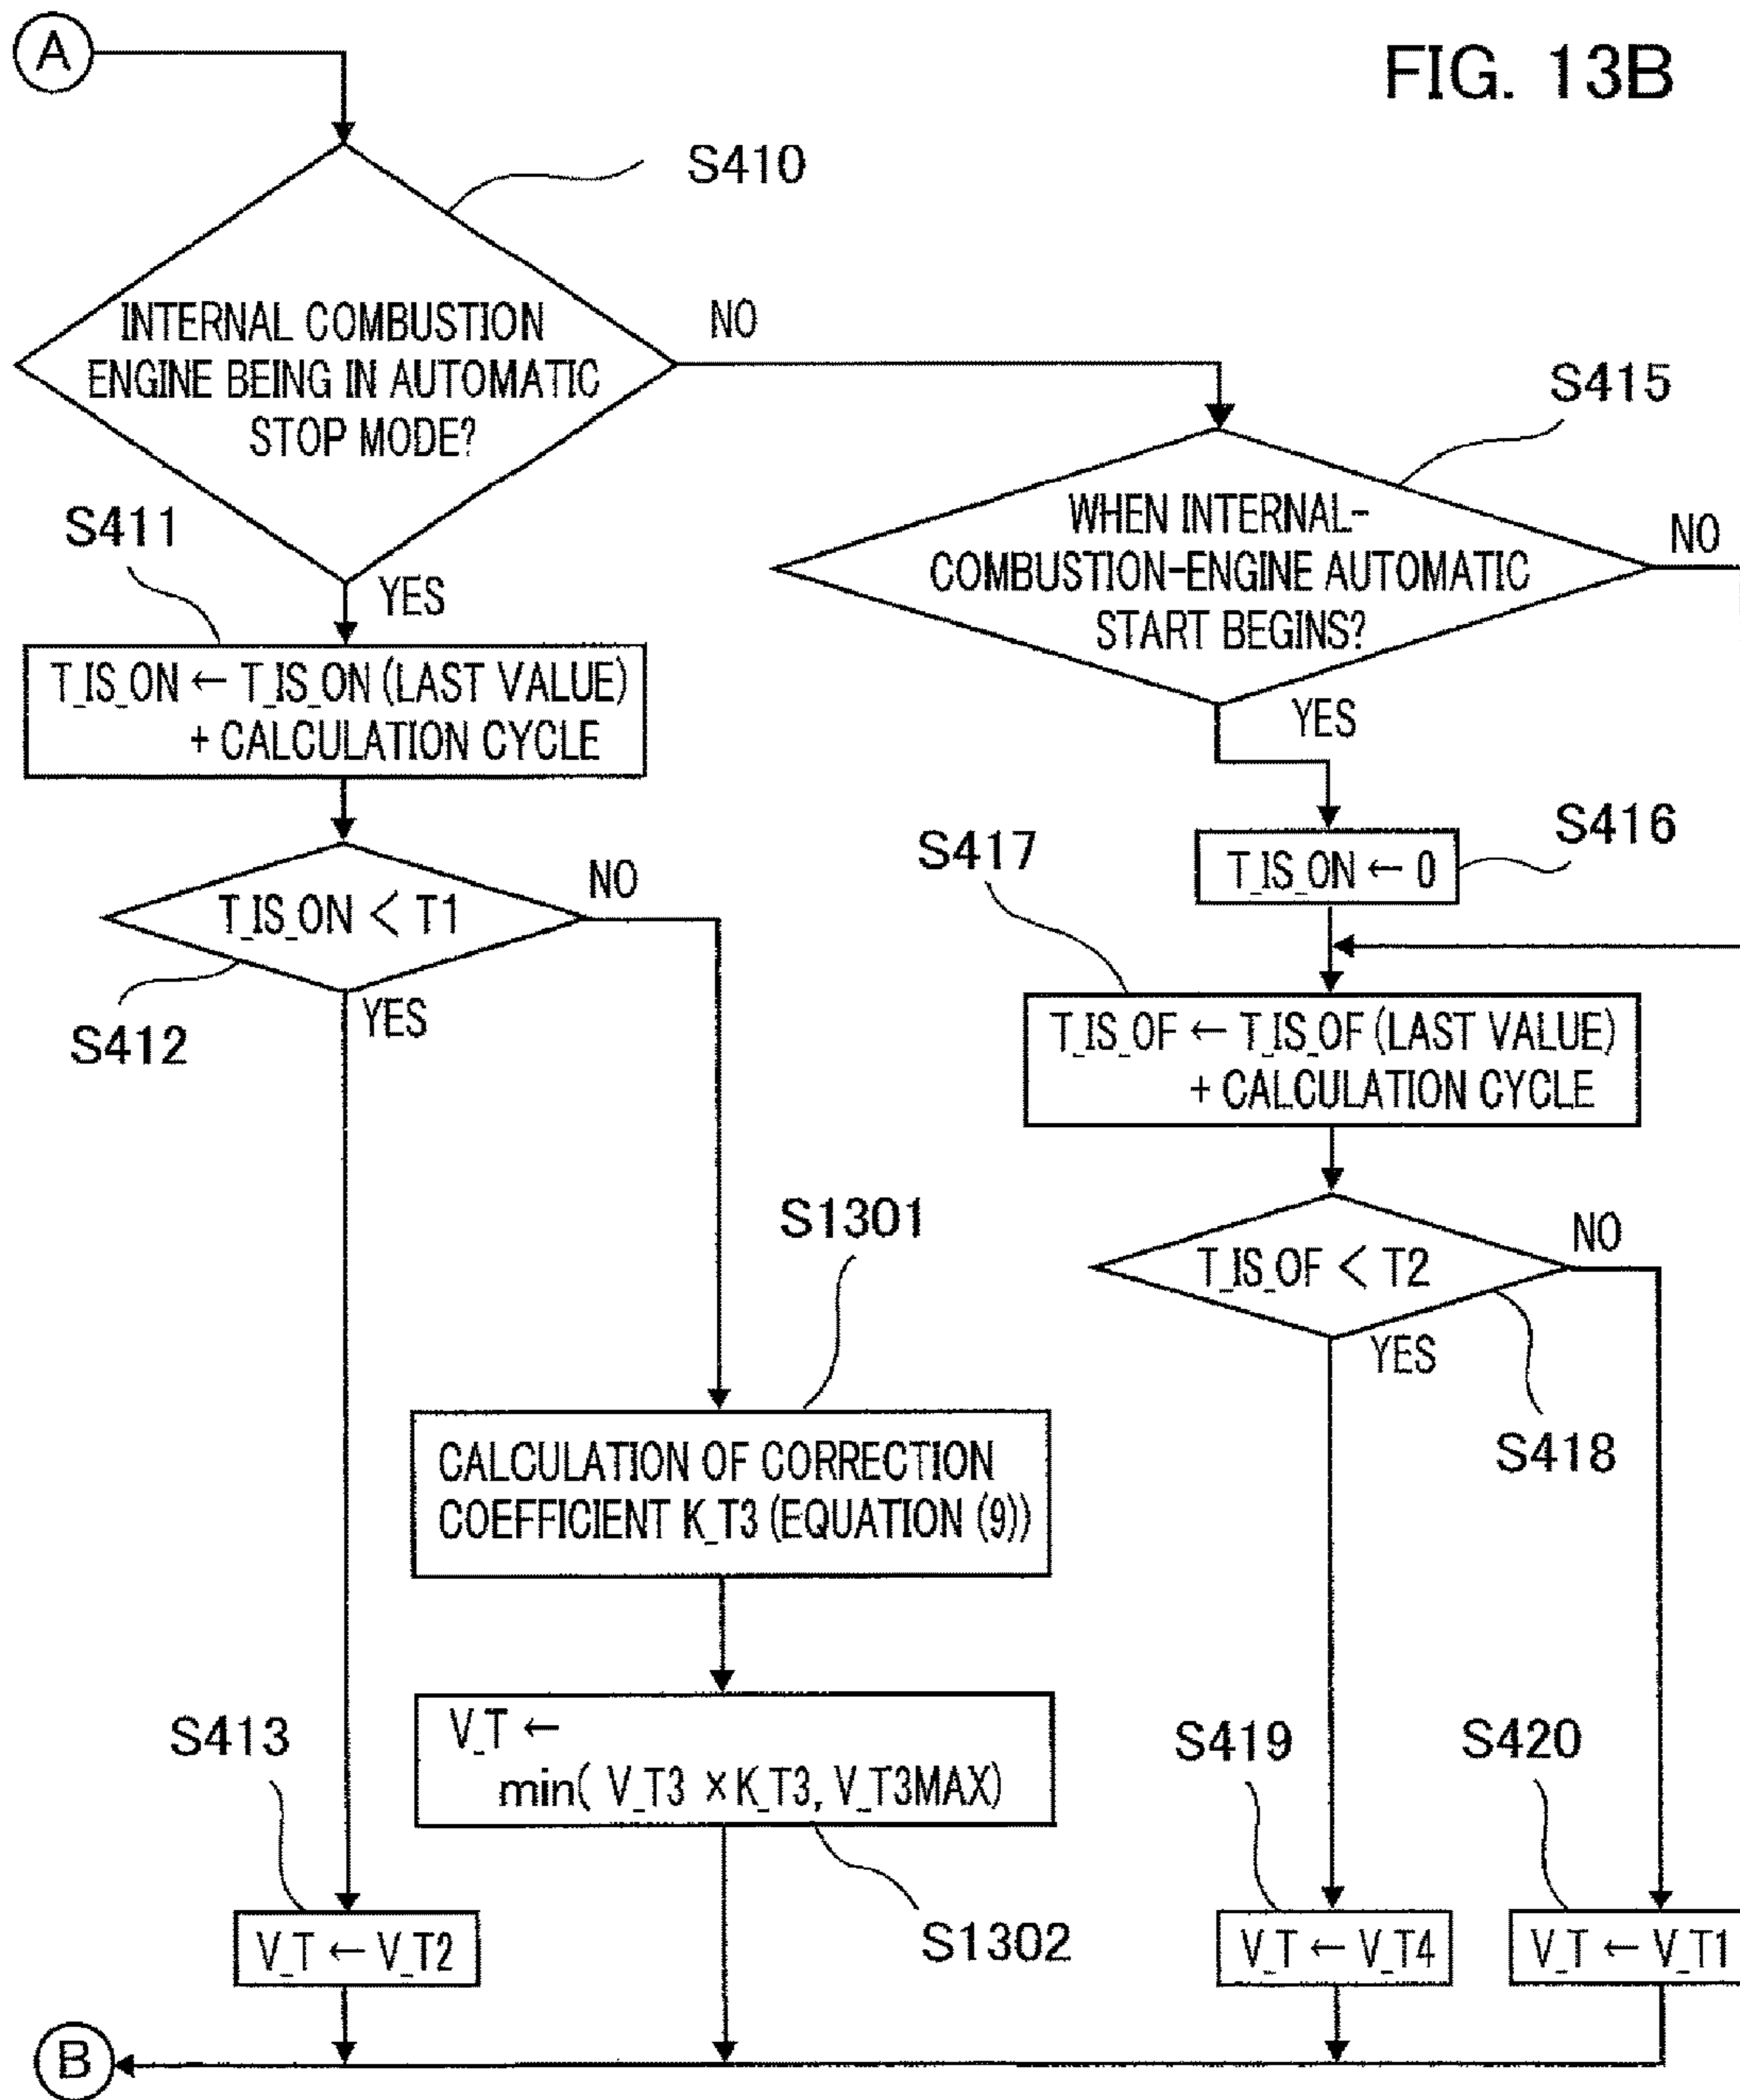 A
FIG. 13B
S410
INTERNAL COMBUSTION
ENGINE BEING IN AUTOMATIC
STOP MODE?
NO
S415
WHEN INTERNAL-
COMBUSTION-ENGINE AUTOMATIC
START BEGINS?
NO
YES
S411
YES
T_IS_ON ← T_IS_ON (LAST VALUE)
+ CALCULATION CYCLE
S416
T_IS_ON ← 0
S417
NO
T_IS_ON < T1
YES
S412
T_IS_OF ← T_IS_OF (LAST VALUE)
+ CALCULATION CYCLE
S1301
NO
T_IS_OF < T2
YES
S418
CALCULATION OF CORRECTION
COEFFICIENT K_T3 (EQUATION (9))
V_T ←
min( V_T3 × K_T3, V_T3MAX)
S413
S419
S420
S1302
V_T ← V_T2
V_T ← V_T4
V_T ← V_T1
B